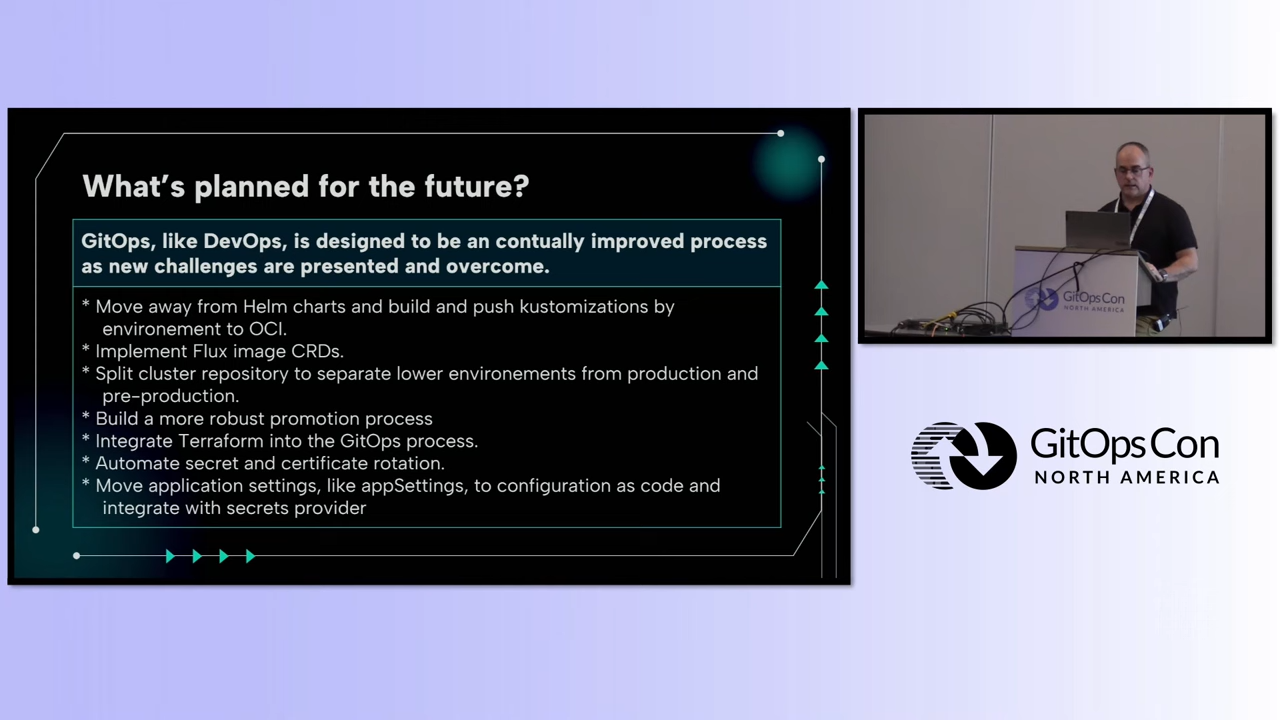 What's planned for the future?
GitOps, like DevOps, is designed to be an contually improved process
as new challenges are presented and overcome.
* Move away from Helm charts and build and push kustomizations by
environement to OCI.
* Implement Flux image CRDs.
* Split cluster repository to separate lower environements from production and
pre-production.
* Build a more robust promotion process
* Integrate Terraform into the GitOps process.
* Automate secret and certificate rotation.
* Move application settings, like appSettings, to configuration as code and
integrate with secrets provider
GitOpsCon
NORTH AMERICA
GitOpsCon
NORTH AMERICA